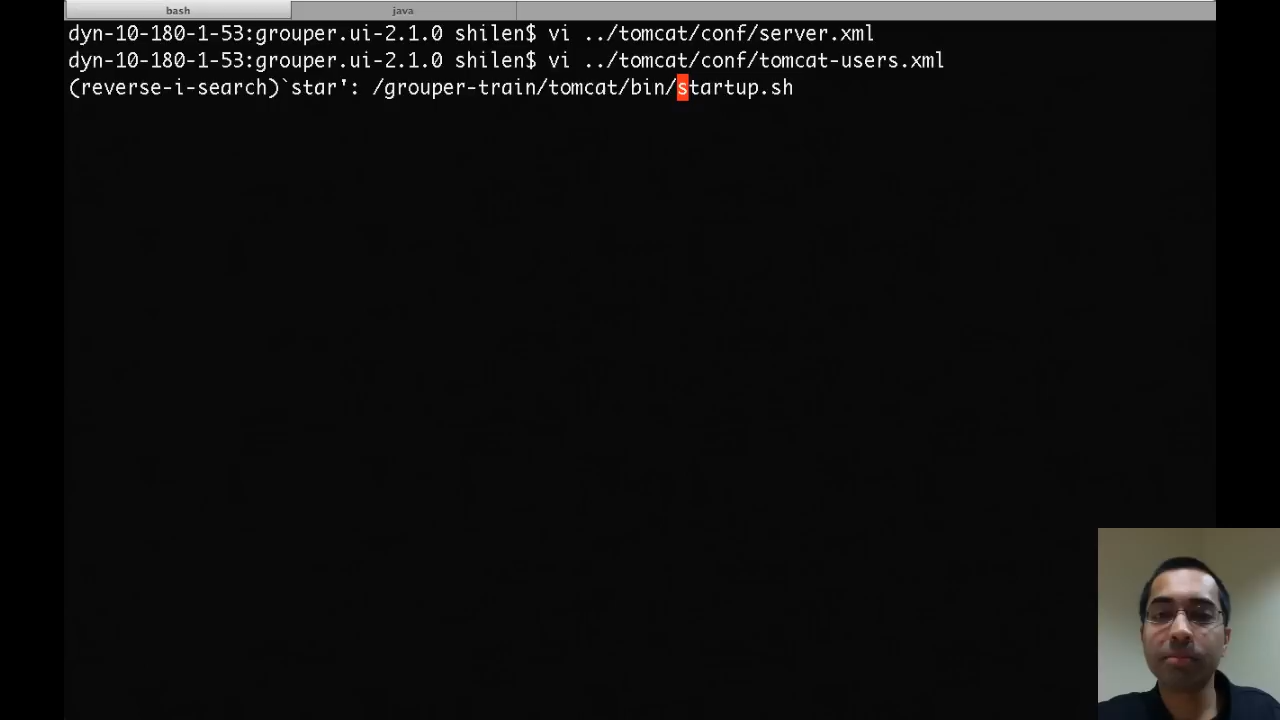 bash java
dyn-10-180-1-53:grouper.ui-2.1.0 shilen$ vi ../tomcat/conf/server.xml
dyn-10-180-1-53:grouper.ui-2.1.0 shilen$ vi ../tomcat/conf/tomcat-users.xml
(reverse-i-search)`star': /grouper-train/tomcat/bin/startup.sh